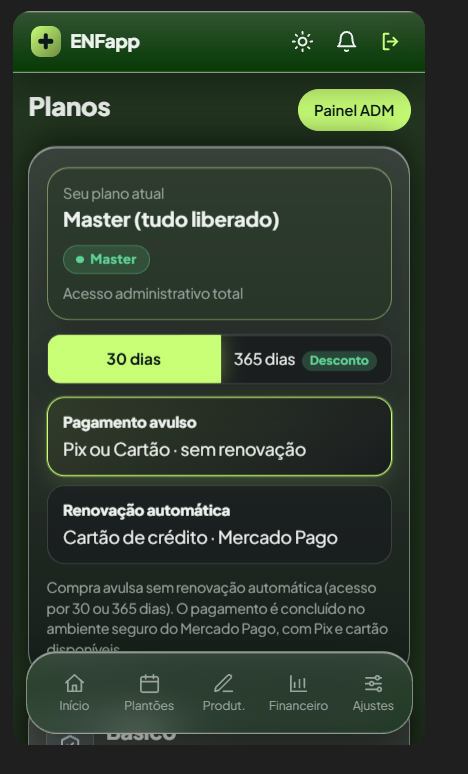 ENFapp
Planos
Painel ADM
Seu plano atual
Master (tudo liberado)
Master
Acesso administrativo total
30 dias
365 dias Desconto
Pagamento avulso
Pix ou Cartão · sem renovação
Renovação automática
Cartão de crédito · Mercado Pago
Compra avulsa sem renovação automática (acesso
por 30 ou 365 dias). O pagamento é concluído no
ambiente seguro do Mercado Pago, com Pix e cartão
disponíveis
Início Plantões Produt. Financeiro Ajustes
Básico